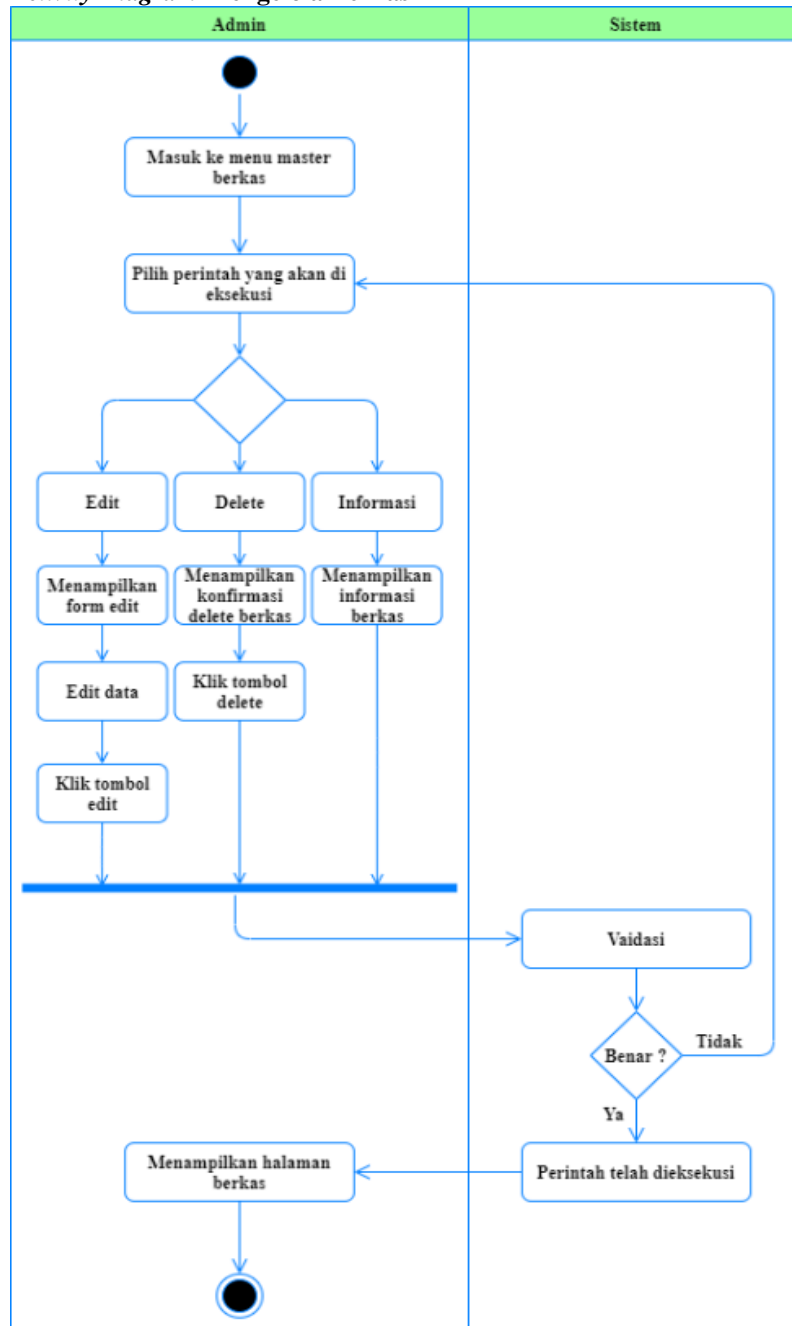 Admin
Sistem
Masuk ke menu master
berkas
Pilih perintah yang akan di
eksekusi
Edit
Delete
Informasi
Menampilkan
form edit
Menampilkan
konfirmasi
delete berkas
Menampilkan
informasi
berkas
Edit data
Klik tombol
delete
Klik tombol
edit
Vaidasi
Benar ?
Tidak
Ya
Menampilkan halaman
berkas
Perintah telah dieksekusi